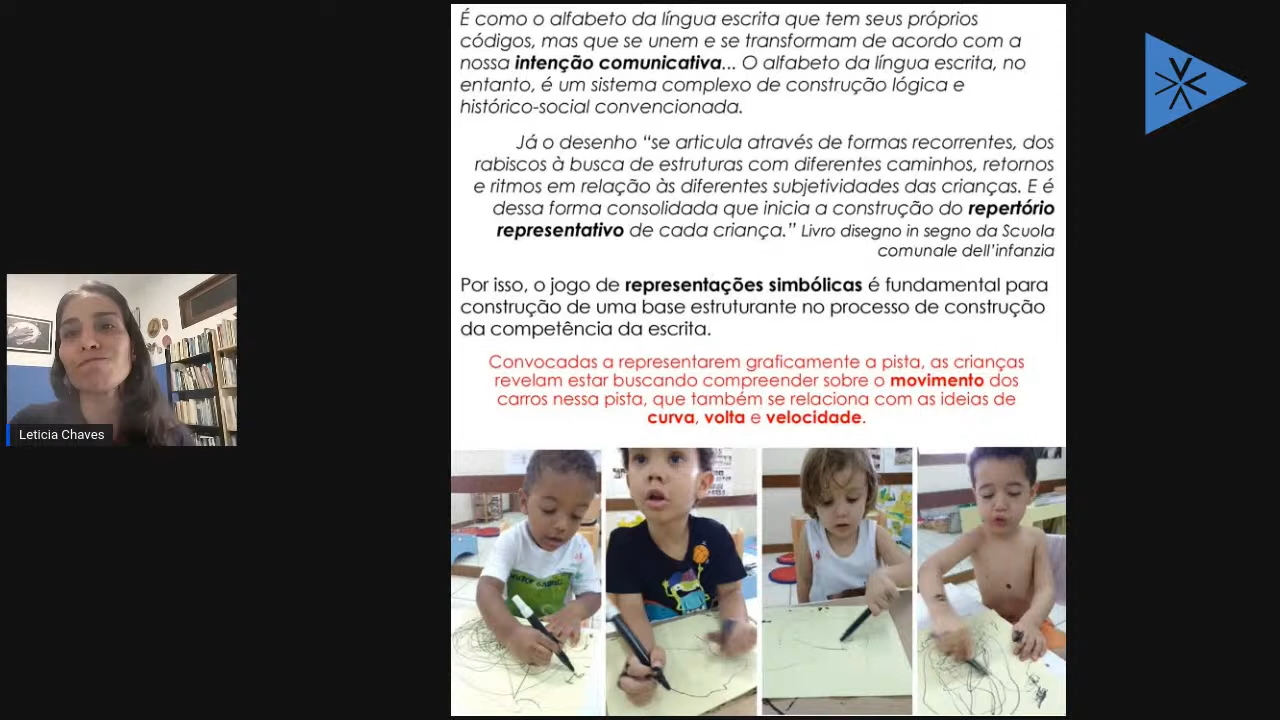 É como o alfabeto da língua escrita que tem seus próprios
códigos, mas que se unem e se transformam de acordo com a
nossa intenção comunicativa... O alfabeto da língua escrita, no
entanto, é um sistema complexo de construção lógica e
histórico-social convencionada.
Já o desenho “se articula através de formas recorrentes, dos
rabiscos à busca de estruturas com diferentes caminhos, retornos
e ritmos em relação às diferentes subjetividades das crianças. E é
dessa forma consolidada que inicia a construção do repertório
representativo de cada criança.” Livro disegno in segno da Scuola
comunale dell’infanzia
Por isso, o jogo de representações simbólicas é fundamental para
construção de uma base estruturante no processo de construção
da competência da escrita.
Convocadas a representarem graficamente a pista, as crianças
revelam estar buscando compreender sobre o movimento dos
carros nessa pista, que também se relaciona com as ideias de
curva, volta e velocidade.
Leticia Chaves